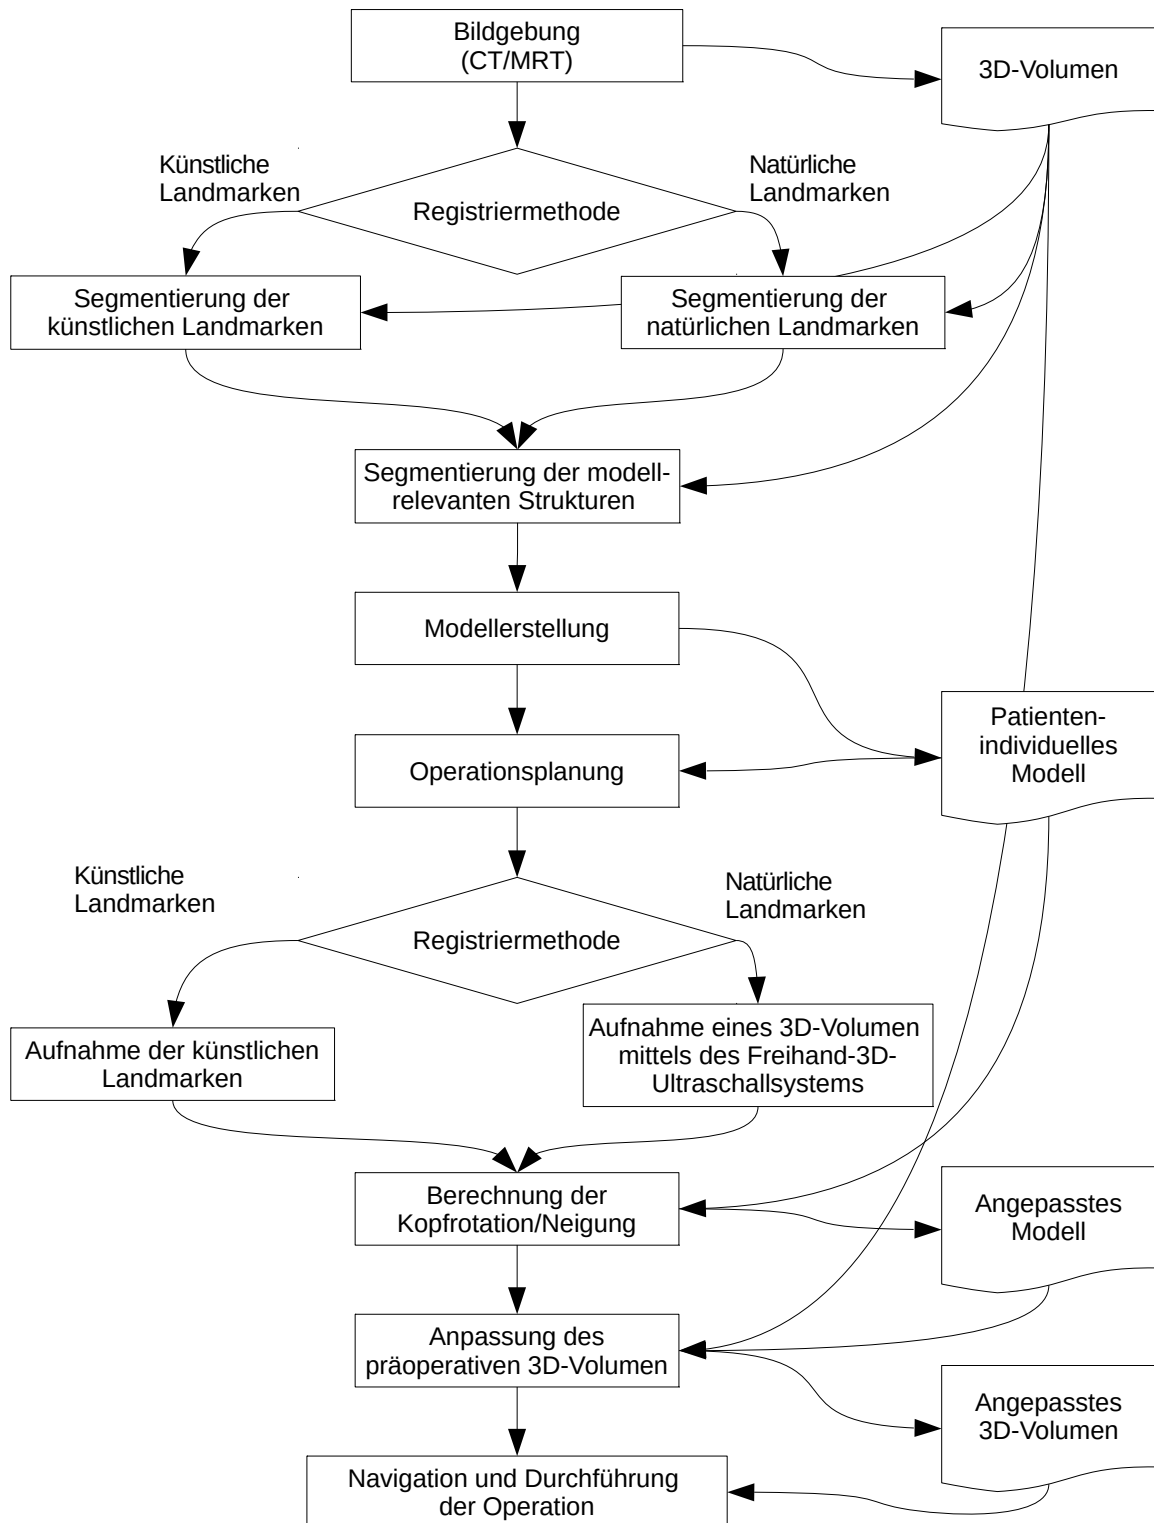 Bildgebung
(CT/MRT)
3D-Volumen
Künstliche
Landmarken
Natürliche
Landmarken
Registriermethode
Segmentierung der
künstlichen Landmarken
Segmentierung der
natürlichen Landmarken
Segmentierung der modell-
relevanten Strukturen
Modellerstellung
Patienten-
individuelles
Modell
Operationsplanung
Künstliche
Landmarken
Natürliche
Landmarken
Registriermethode
Aufnahme der künstlichen
Landmarken
Aufnahme eines 3D-Volumen
mittels des Freihand-3D-
Ultraschallsystems
Berechnung der
Kopfrotation/Neigung
Angepasstes
Modell
Anpassung des
präoperativen 3D-Volumen
Angepasstes
3D-Volumen
Navigation und Durchführung
der Operation